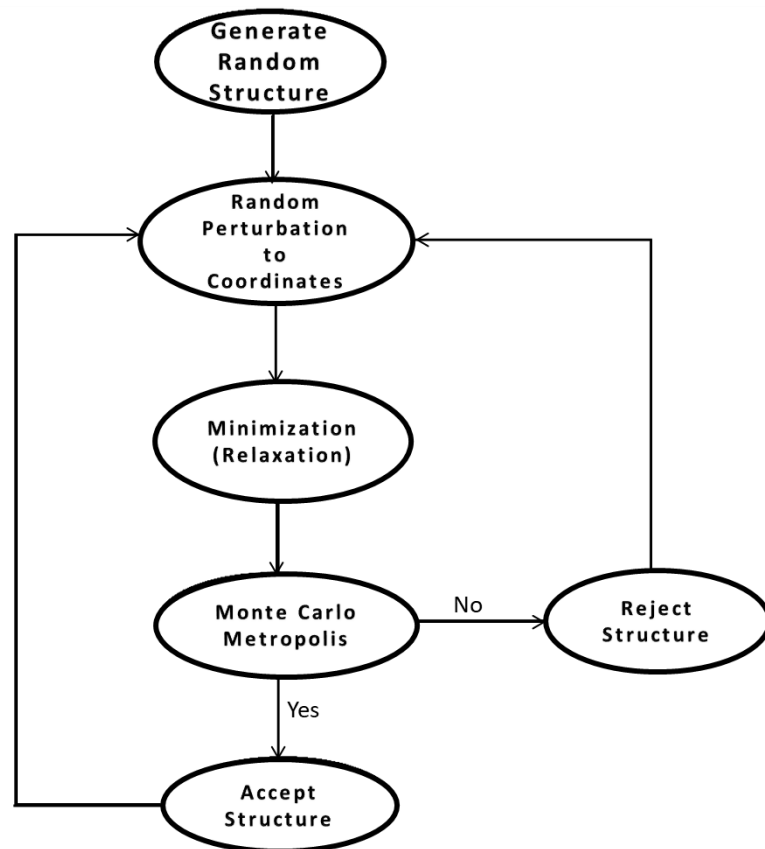 Generate
Random
Structure
Random
Perturbation
to
Coordinates
Minimization
(Relaxation)
Monte Carlo
Metropolis
No
Reject
Structure
Yes
Accept
Structure